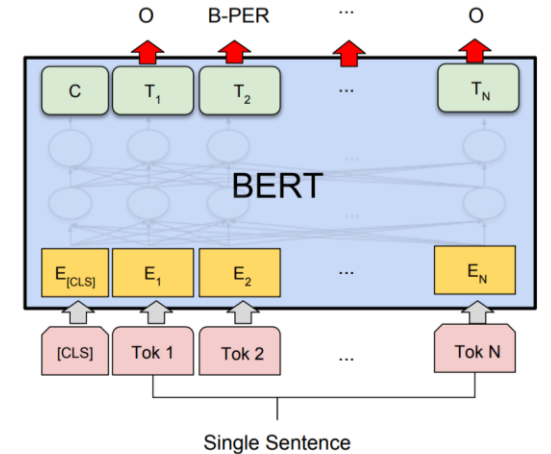 O B-PER ... O
C T1 T2 ... TN
BERT
E[CLS] E1 E2 ... EN
[CLS] Tok 1 Tok 2 ... Tok N
Single Sentence